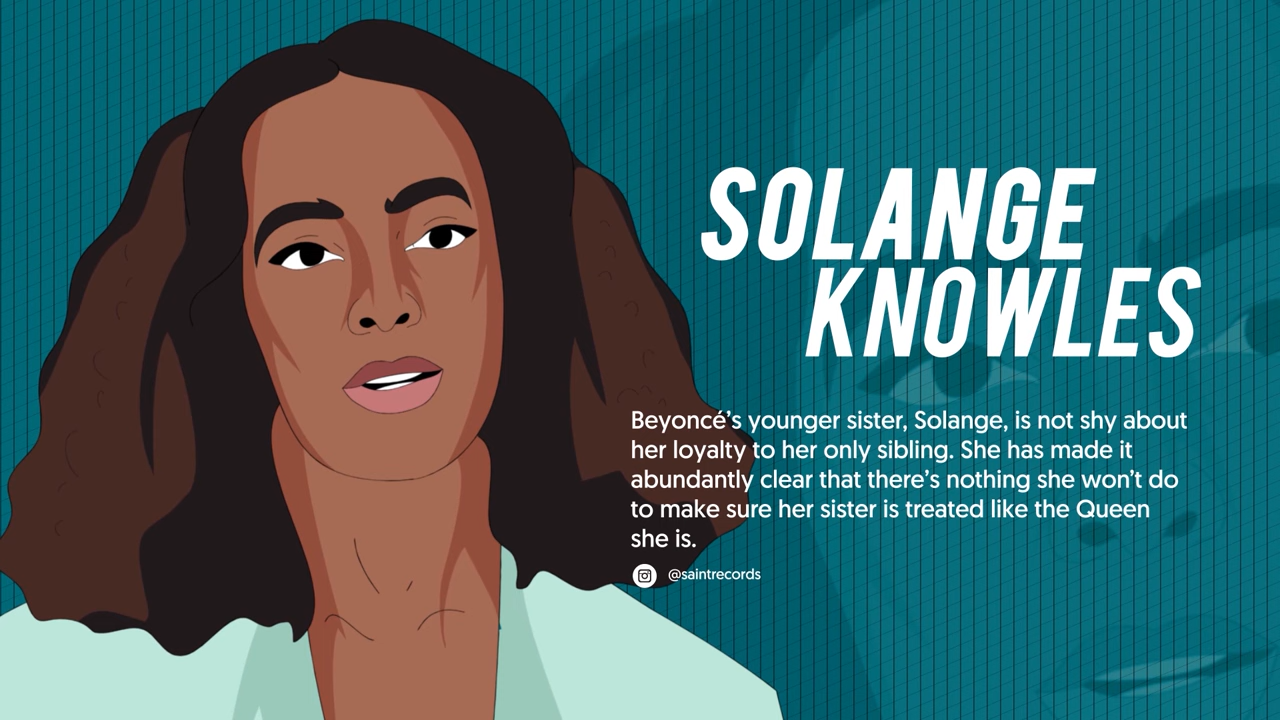 SOLANGE
KNOWLES
Beyoncé’s younger sister, Solange, is not shy about
her loyalty to her only sibling. She has made it
abundantly clear that there’s nothing she won’t do
to make sure her sister is treated like the Queen
she is.
@saintrecords